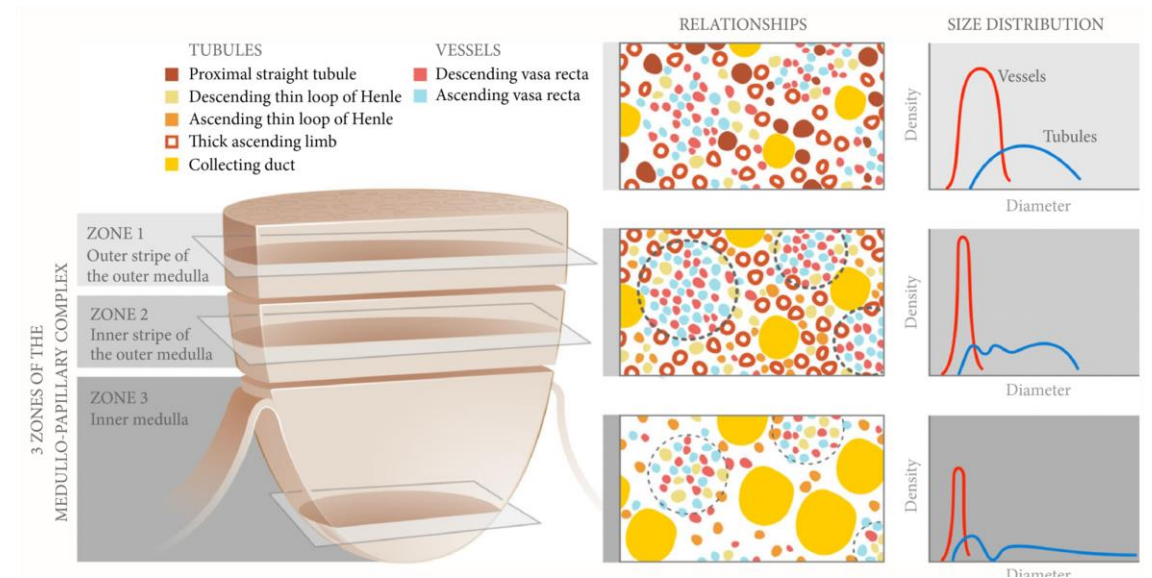 RELATIONSHIPS
SIZE DISTRIBUTION
TUBULES
Proximal straight tubule
Descending thin loop of Henle
Ascending thin loop of Henle
Thick ascending limb
Collecting duct
VESSELS
Descending vasa recta
Ascending vasa recta
3 ZONES OF THE
MEDULLO-PAPILLARY COMPLEX
ZONE 1
Outer stripe of
the outer medulla
ZONE 2
Inner stripe of
the outer medulla
ZONE 3
Inner medulla
Density
Vessels
Tubules
Diameter
Density
Diameter
Density
Diameter